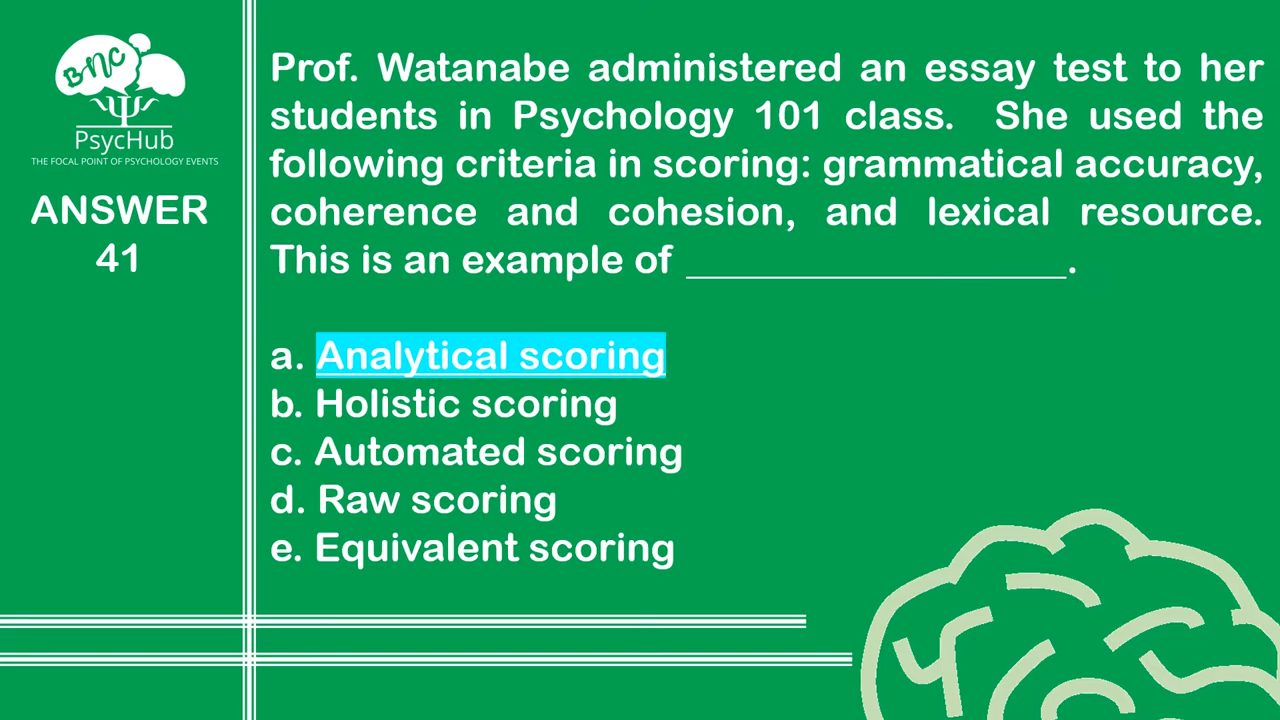 BNC
PsycHub
THE FOCAL POINT OF PSYCHOLOGY EVENTS
ANSWER
41
Prof. Watanabe administered an essay test to her
students in Psychology 101 class. She used the
following criteria in scoring: grammatical accuracy,
coherence and cohesion, and lexical resource.
This is an example of ___________________.
a. Analytical scoring
b. Holistic scoring
c. Automated scoring
d. Raw scoring
e. Equivalent scoring